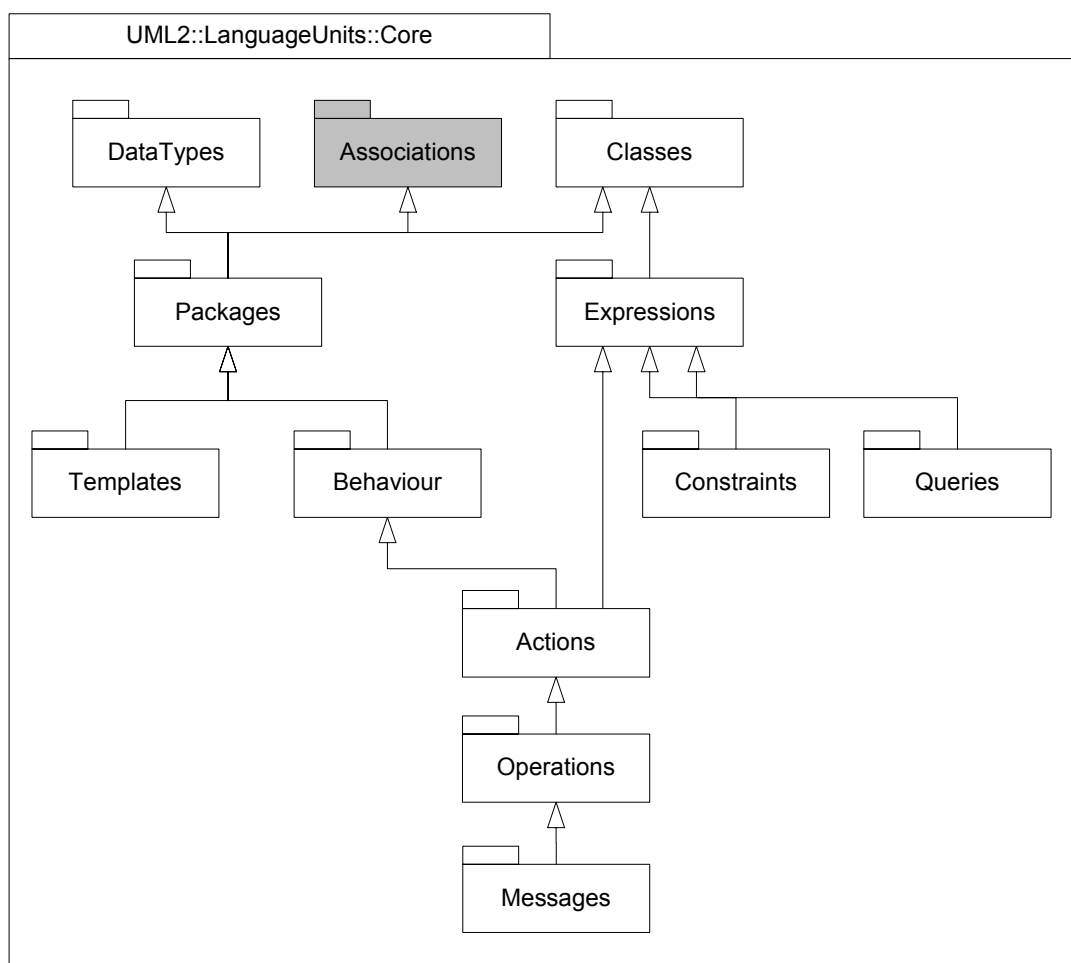 UML2::LanguageUnits::Core
DataTypes
Associations
Classes
Packages
Expressions
Templates
Behaviour
Constraints
Queries
Actions
Operations
Messages